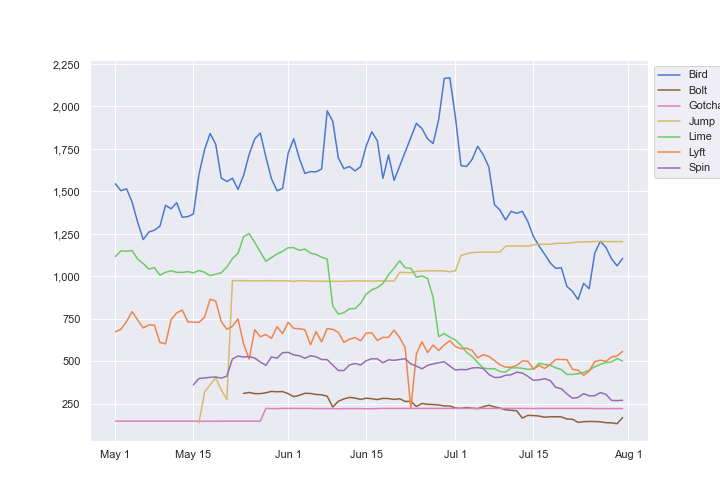 2,250
2,000
1,750
1,500
1,250
1,000
750
500
250
May 1
May 15
Jun 1
Jun 15
Jul 1
Jul 15
Aug 1
Bird
Bolt
Gotcha
Jump
Lime
Lyft
Spin